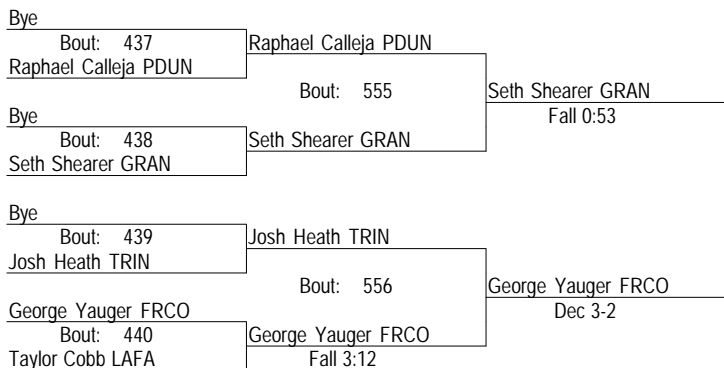 Bye
Bout: 437
Raphael Calleja PDUN
Raphael Calleja PDUN
Bout: 555
Bye
Bout: 438
Seth Shearer GRAN
Seth Shearer GRAN
Seth Shearer GRAN
Fall 0:53
Bye
Bout: 439
Josh Heath TRIN
Josh Heath TRIN
Bout: 556
George Yauger FRCO
Bout: 440
Taylor Cobb LAFA
George Yauger FRCO
Fall 3:12
George Yauger FRCO
Dec 3-2